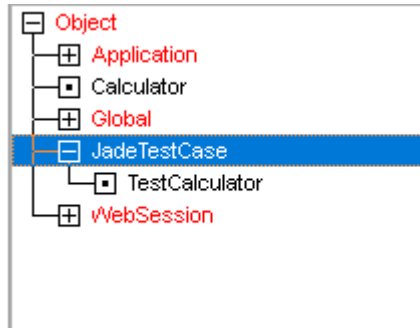 Object
Application
Calculator
Global
JadeTestCase
TestCalculator
WebSession